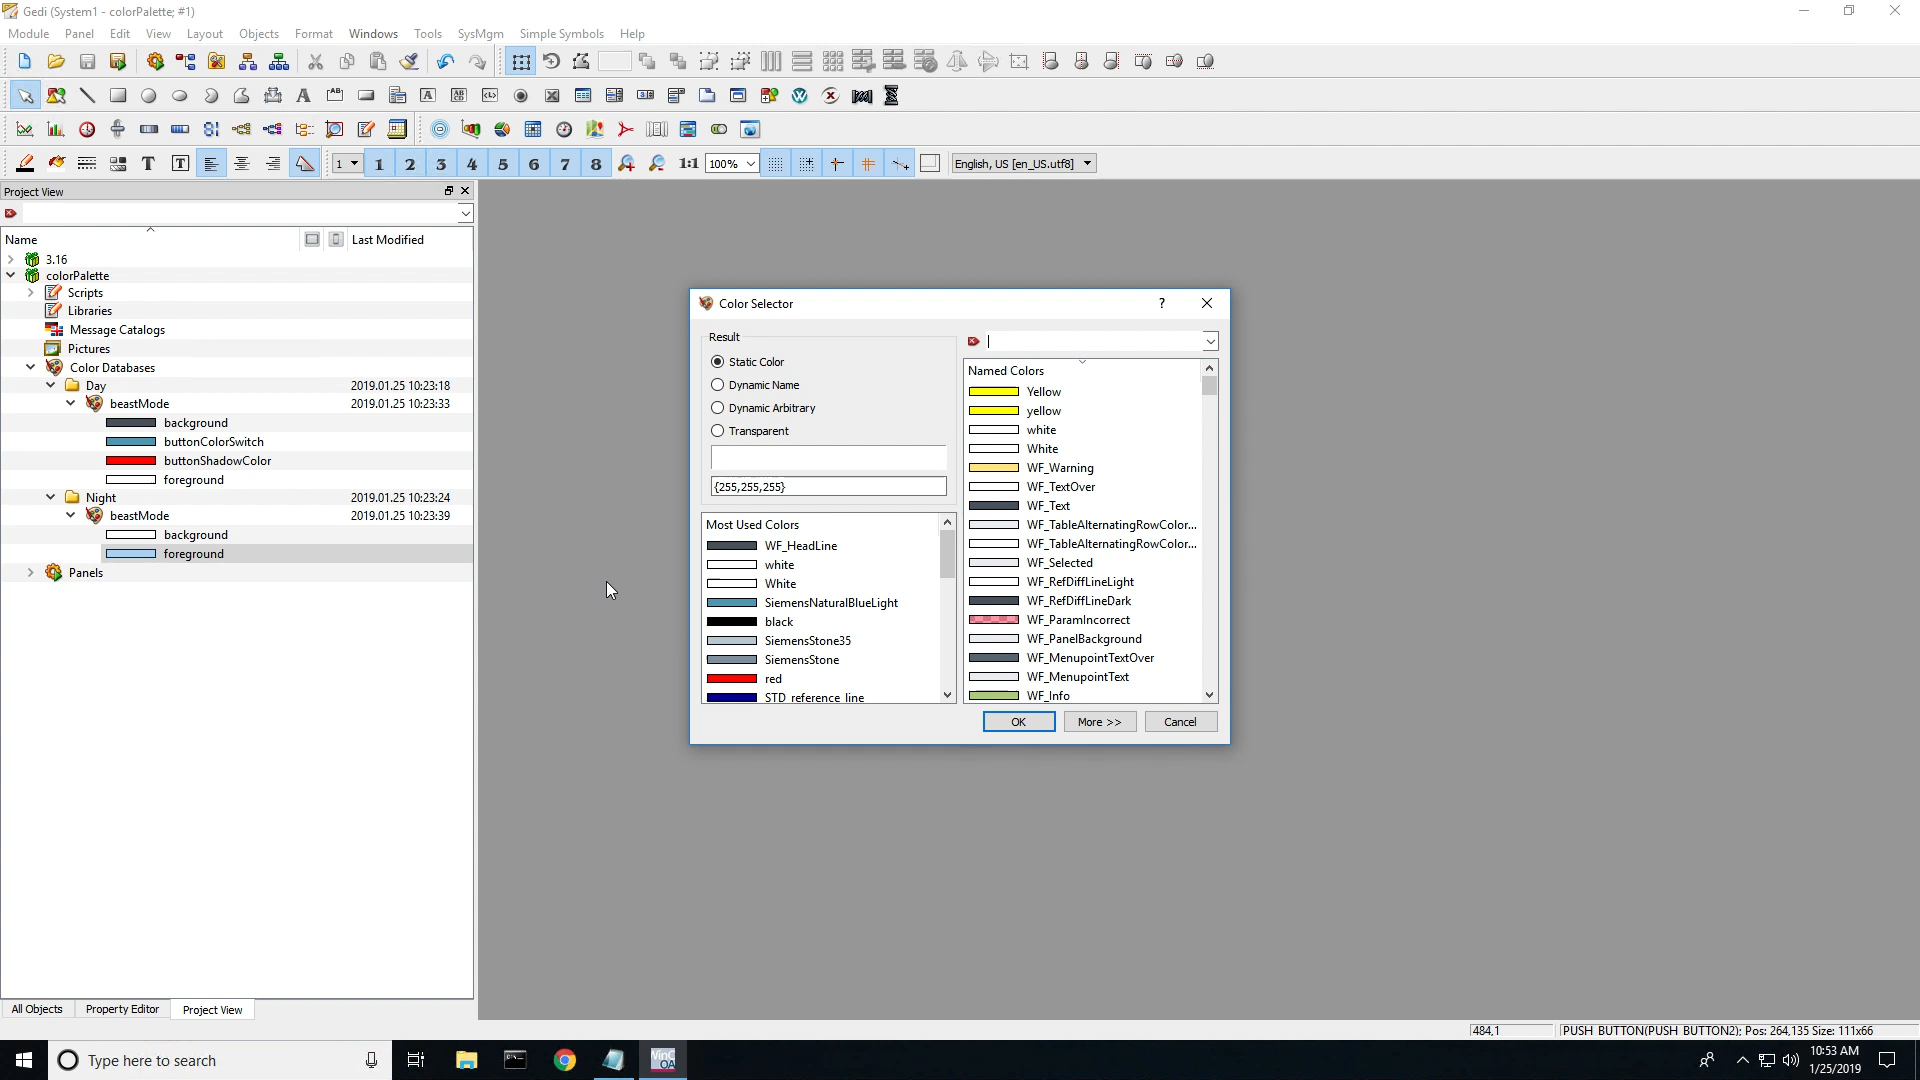 Gedi (System1 - colorPalette; #1)
Module Panel Edit View Layout Objects Format Windows Tools SysMgm Simple Symbols Help
1 1 2 3 4 5 6 7 8 1:1 100% English, US [en_US.utf8]
Project View
Name Last Modified
3.16
colorPalette
Scripts
Libraries
Message Catalogs
Pictures
Color Databases
Day 2019.01.25 10:23:18
beastMode 2019.01.25 10:23:33
background
buttonColorSwitch
buttonShadowColor
foreground
Night 2019.01.25 10:23:24
beastMode 2019.01.25 10:23:39
background
foreground
Panels
Color Selector
Result
Static Color
Dynamic Name
Dynamic Arbitrary
Transparent
{255,255,255}
Most Used Colors
WF_HeadLine
white
White
SiemensNaturalBlueLight
black
SiemensStone35
SiemensStone
red
STD_reference_line
Named Colors
Yellow
yellow
white
White
WF_Warning
WF_TextOver
WF_Text
WF_TableAlternatingRowColor...
WF_TableAlternatingRowColor...
WF_Selected
WF_RefDiffLineLight
WF_RefDiffLineDark
WF_ParamIncorrect
WF_PanelBackground
WF_MenupointTextOver
WF_MenupointText
WF_Info
OK More >> Cancel
All Objects Property Editor Project View
484,1 PUSH_BUTTON(PUSH_BUTTON2); Pos: 264,135 Size: 111x66
Type here to search
10:53 AM
1/25/2019